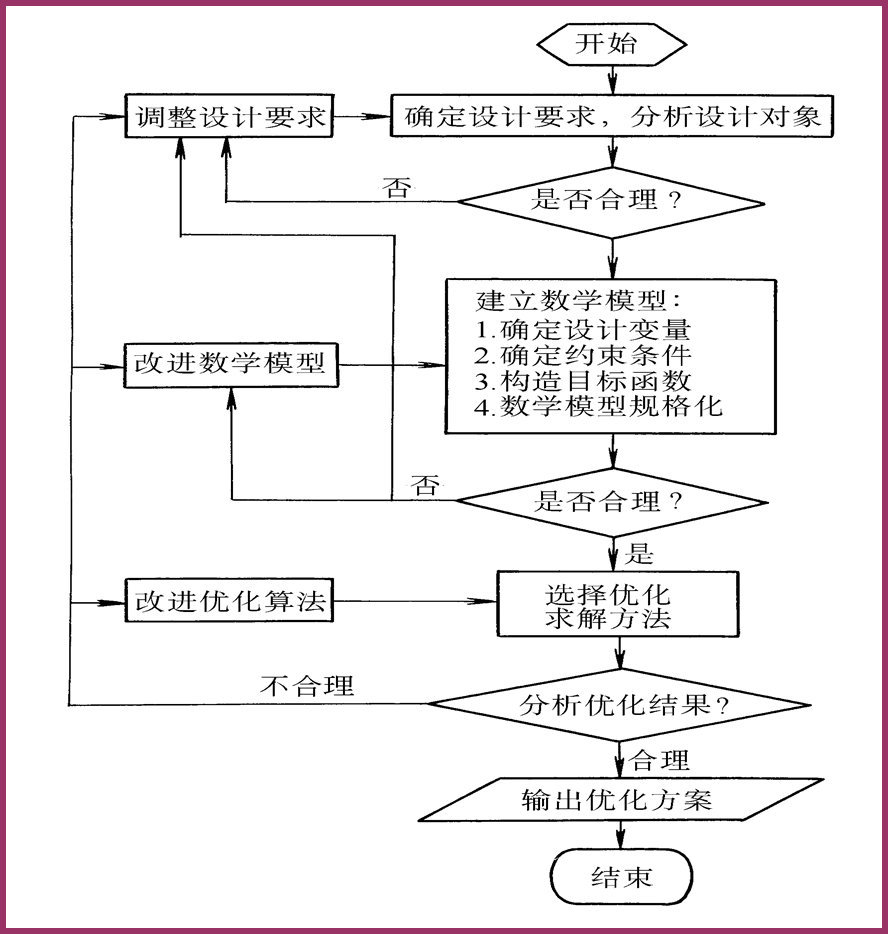 开始
调整设计要求
确定设计要求，分析设计对象
否
是否合理？
建立数学模：
1.确定设计变量
2.确定约束条件
3.构造目标函数
4.数学模型规格化
改进数学模型
否
是否合理？
是
改进优化算法
选择优化
求解方法
不合理
分析优化结果？
合理
输出优化方案
结束